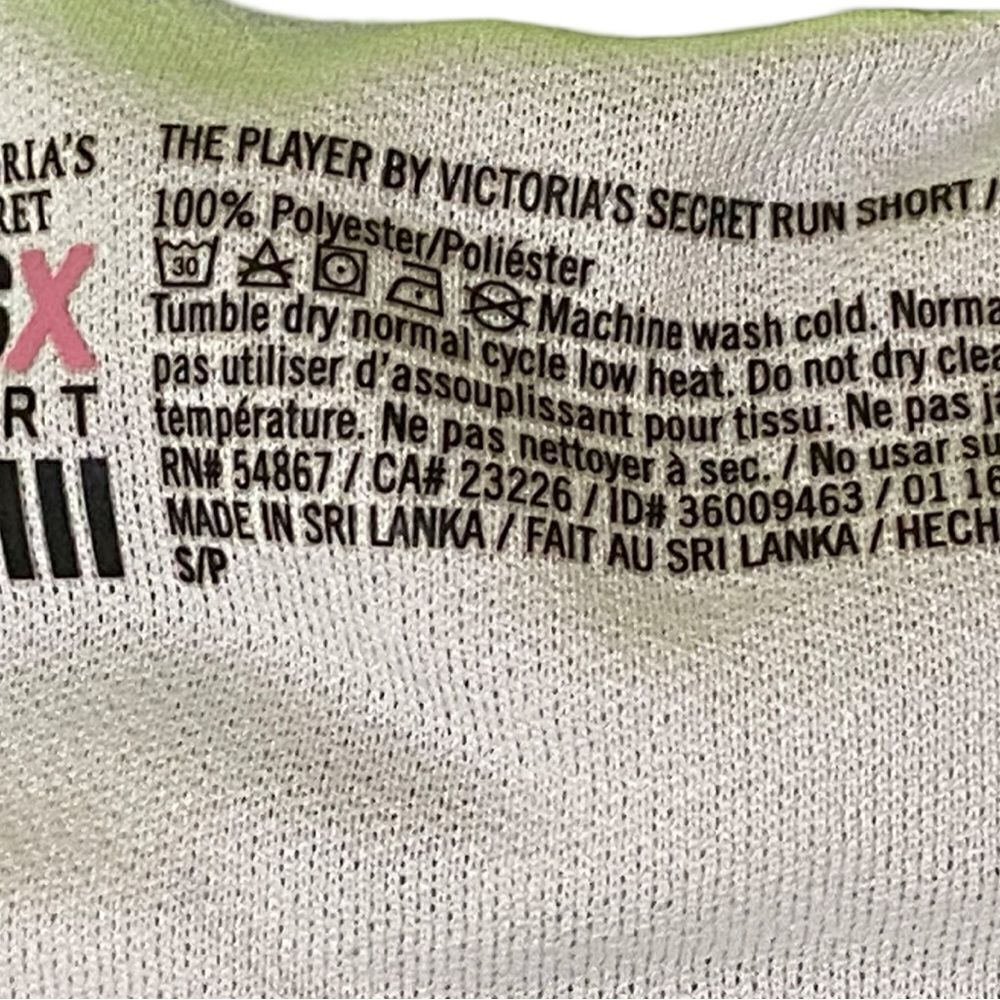 RIA'S
RET
SX
RT
THE PLAYER BY VICTORIA'S SECRET RUN SHORT /
100% Polyester/Poliéster
30
Machine wash cold. Norma
Tumble dry normal cycle low heat. Do not dry clea
pas utiliser d'assouplissant pour tissu. Ne pas j
température. Ne pas nettoyer à sec. / No usar su
RN# 54867 / CA# 23226 / ID# 36009463 / 01 16
MADE IN SRI LANKA / FAIT AU SRI LANKA / HECH
S/P